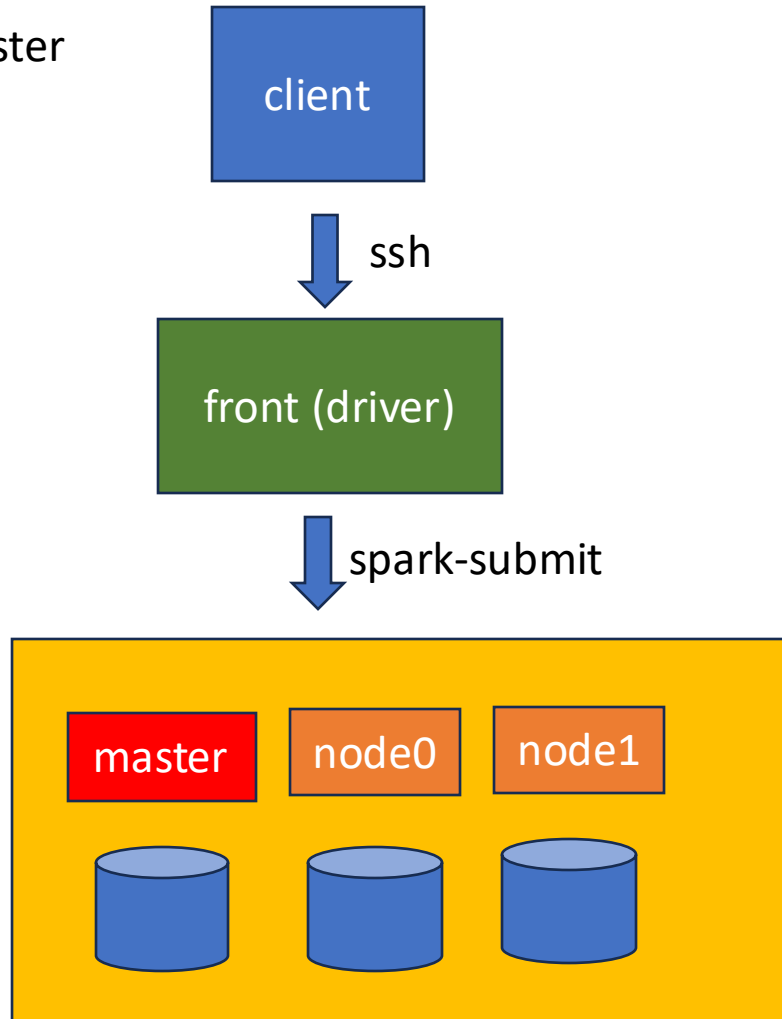 ster
client
ssh
front (driver)
spark-submit
master
node0
node1